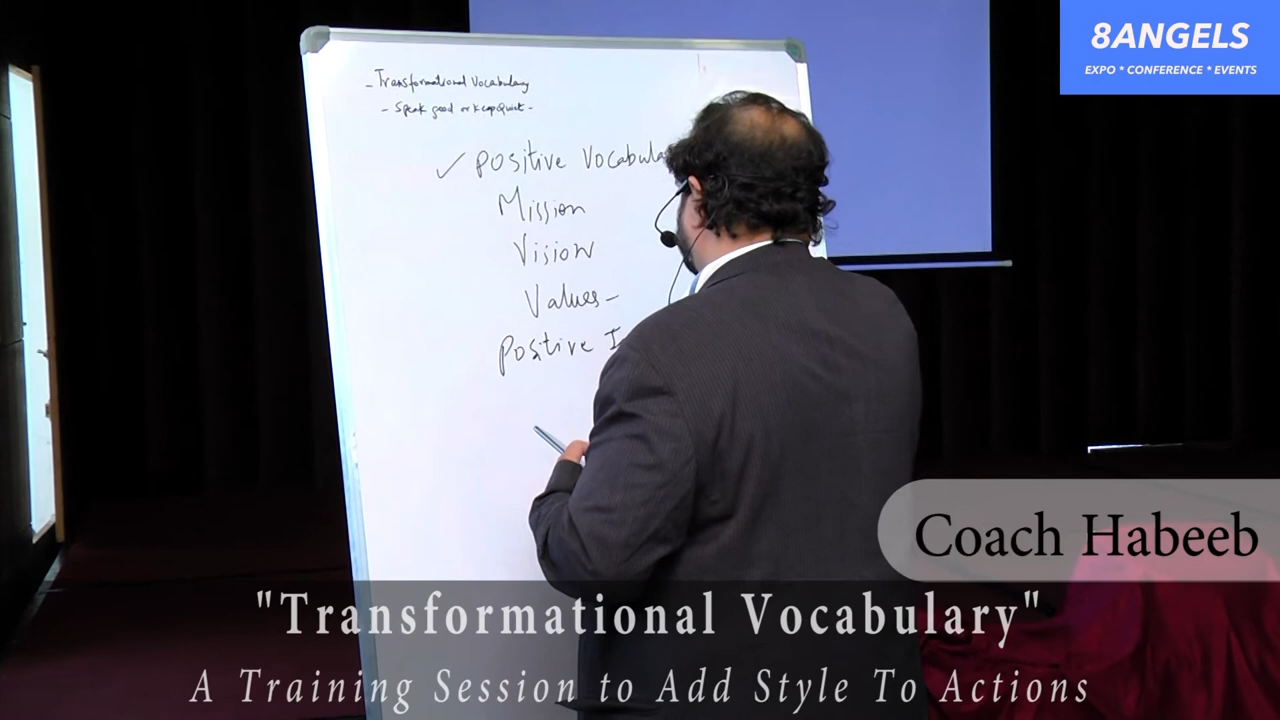 8ANGELS
EXPO * CONFERENCE * EVENTS
- Transformational Vocabulary
- Speak good or Keep Quiet -
✓ Positive Vocabula
Mission
Vision
Values -
Positive I
Coach Habeeb
"Transformational Vocabulary"
A Training Session to Add Style To Actions